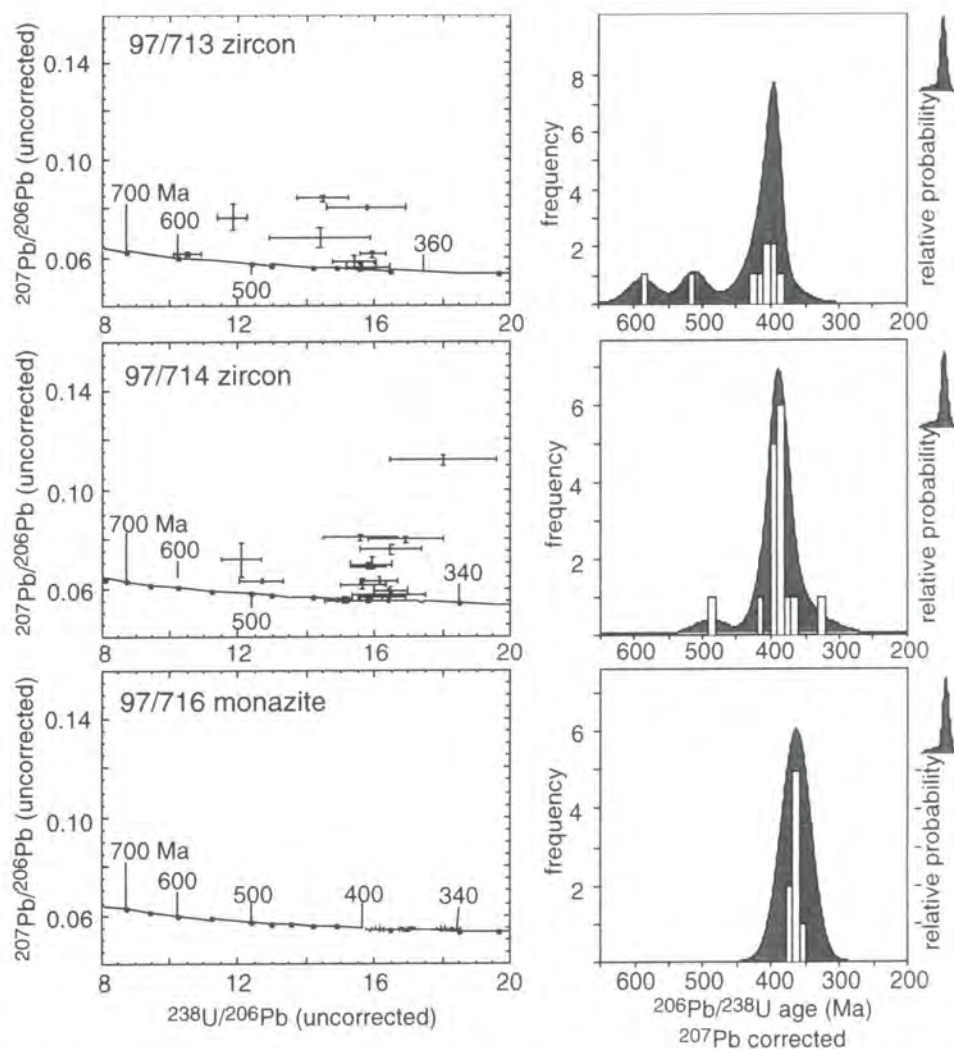 97/713 zircon
207Pb/206Pb (uncorrected)
0.14
0.10
0.06
700 Ma
600
500
360
8 12 16 20
frequency
8
6
4
2
600 500 400 300 200
relative probability
97/714 zircon
207Pb/206Pb (uncorrected)
0.14
0.10
0.06
700 Ma
600
500
340
8 12 16 20
frequency
6
4
2
600 500 400 300 200
relative probability
97/716 monazite
207Pb/206Pb (uncorrected)
0.14
0.10
0.06
700 Ma
600
500
400
340
8 12 16 20
238U/206Pb (uncorrected)
frequency
6
4
2
600 500 400 300 200
relative probability
206Pb/238U age (Ma)
207Pb corrected